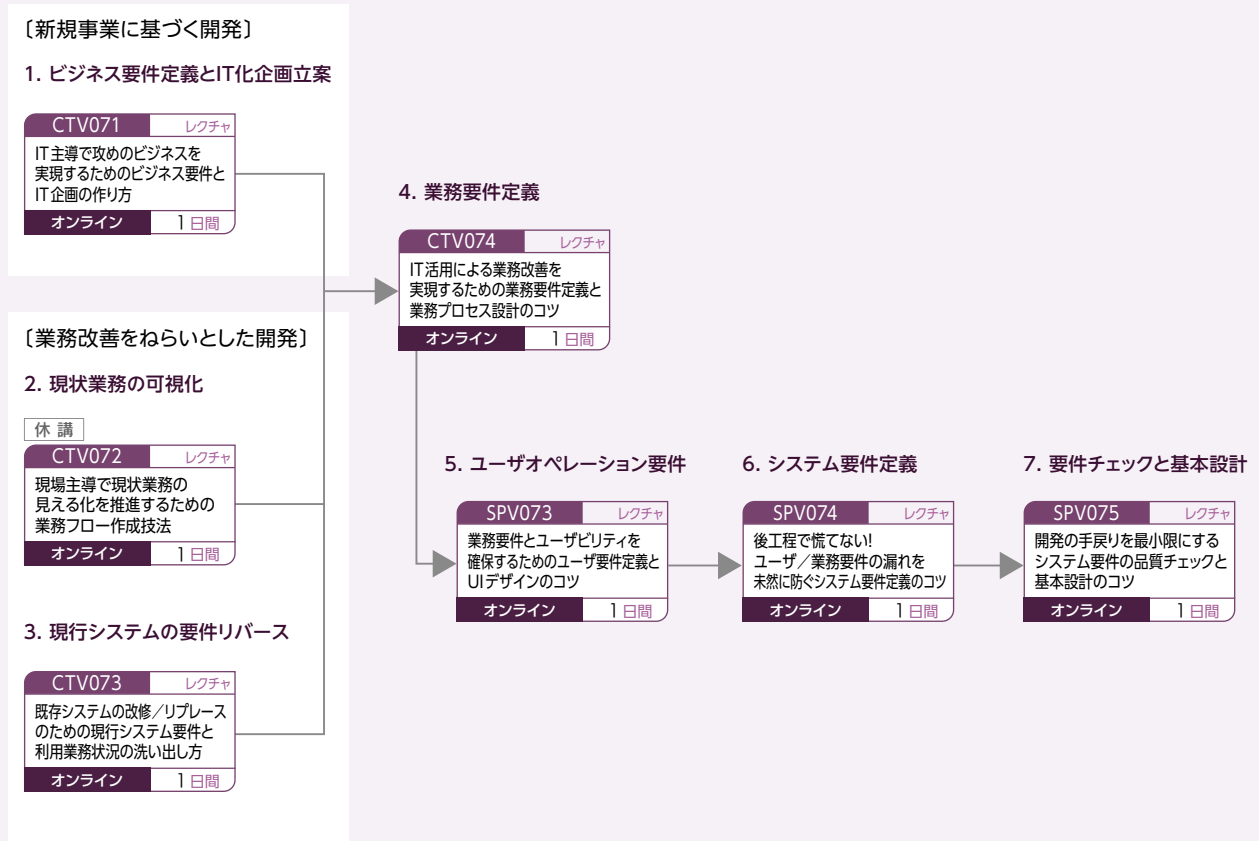 〔新規事業に基づく開発〕
1. ビジネス要件定義とIT化企画立案
CTV071 レクチャ
IT主導で攻めのビジネスを
実現するためのビジネス要件と
IT企画の作り方
オンライン 1日間
〔業務改善をねらいとした開発〕
2. 現状業務の可視化
休 講
CTV072 レクチャ
現場主導で現状業務の
見える化を推進するための
業務フロー作成技法
オンライン 1日間
3. 現行システムの要件リバース
CTV073 レクチャ
既存システムの改修／リプレース
のための現行システム要件と
利用業務状況の洗い出し方
オンライン 1日間
4. 業務要件定義
CTV074 レクチャ
IT活用による業務改善を
実現するための業務要件定義と
業務プロセス設計のコツ
オンライン 1日間
5. ユーザオペレーション要件
SPV073 レクチャ
業務要件とユーザビリティを
確保するためのユーザ要件定義と
UIデザインのコツ
オンライン 1日間
6. システム要件定義
SPV074 レクチャ
後工程で慌てない!
ユーザ／業務要件の漏れを
未然に防ぐシステム要件定義のコツ
オンライン 1日間
7. 要件チェックと基本設計
SPV075 レクチャ
開発の手戻りを最小限にする
システム要件の品質チェックと
基本設計のコツ
オンライン 1日間